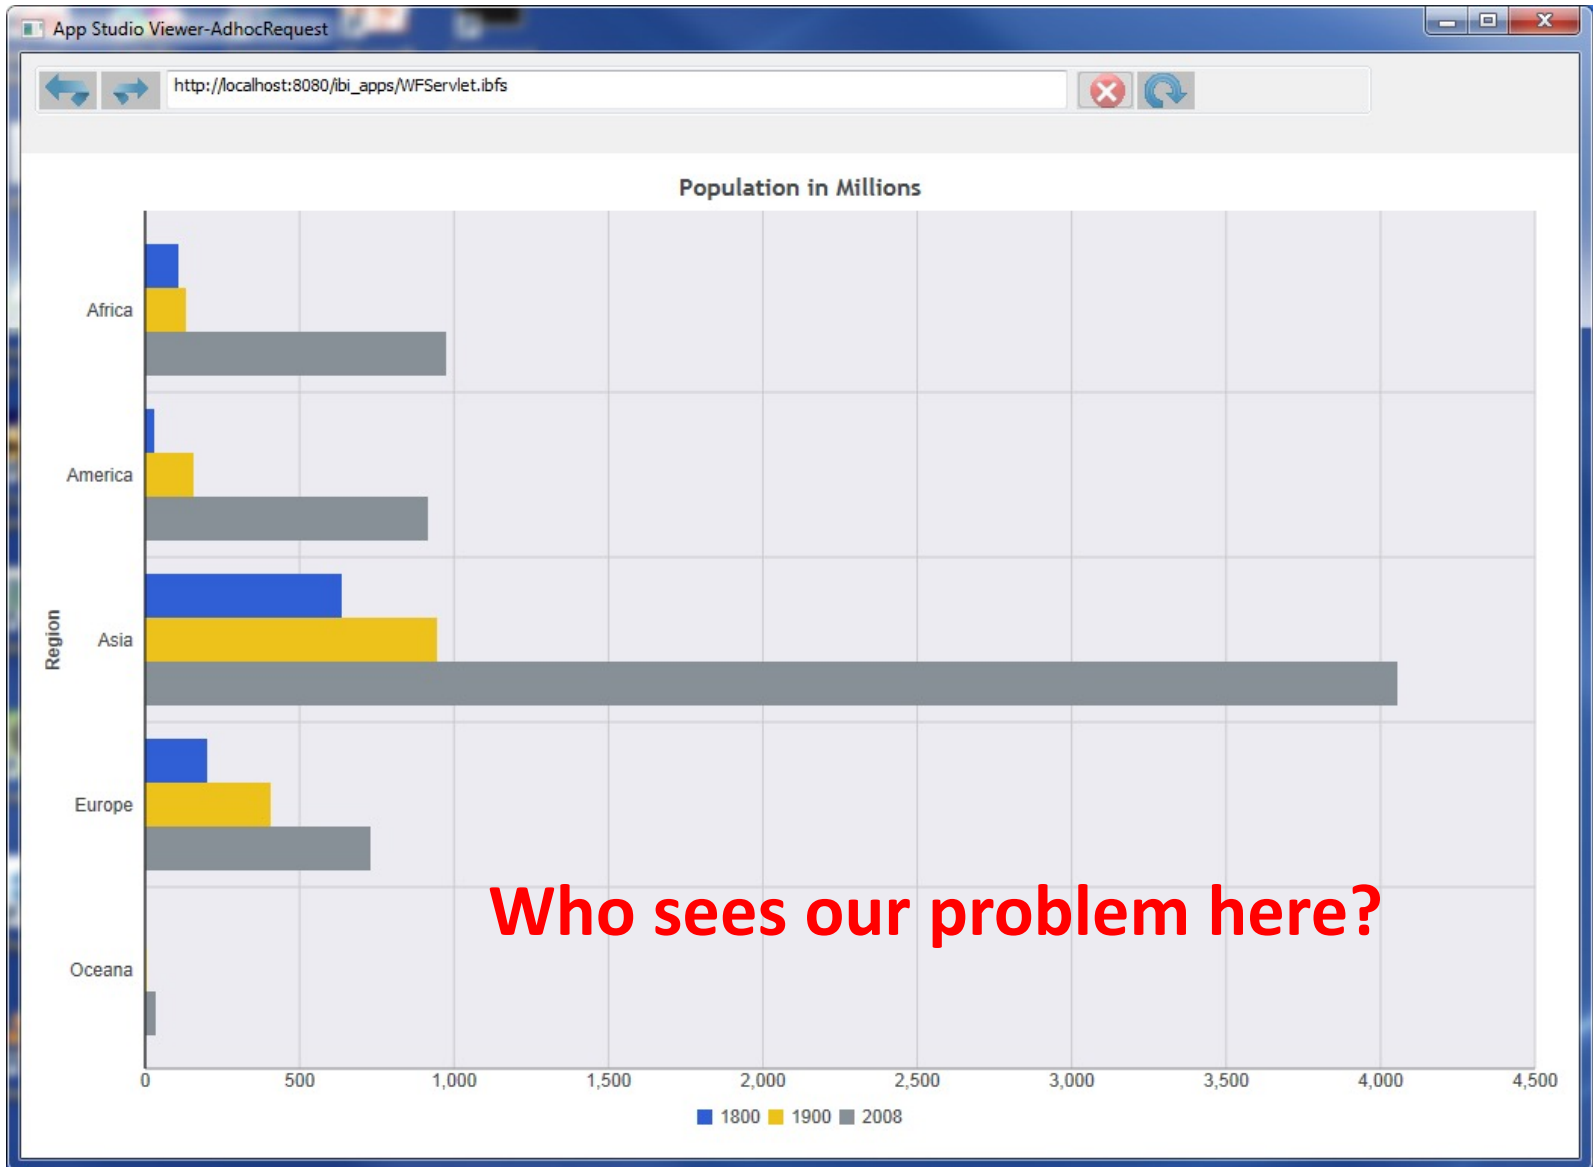 App Studio Viewer-AdhocRequest
http://localhost:8080/ibi_apps/WFServlet.ibfs
Population in Millions
Region
Africa
America
Asia
Europe
Oceana
Who sees our problem here?
0 500 1,000 1,500 2,000 2,500 3,000 3,500 4,000 4,500
1800 1900 2008